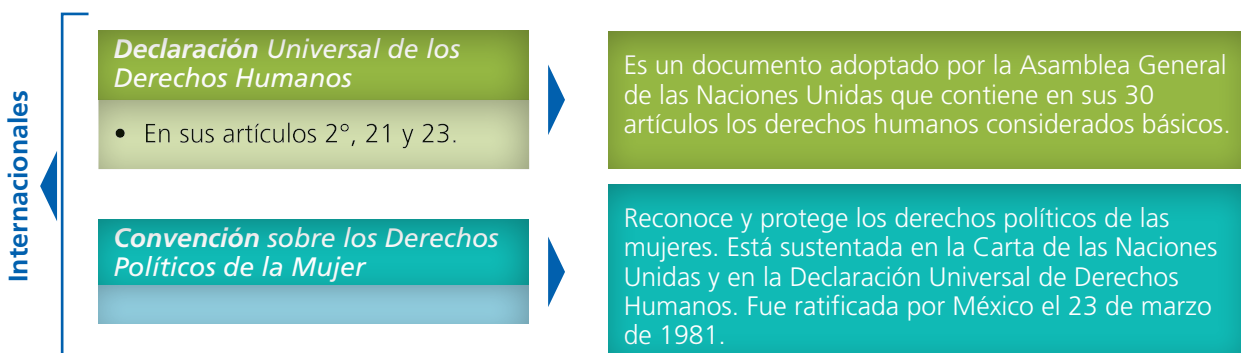 Internacionales
Declaración Universal de los
Derechos Humanos
• En sus artículos 2°, 21 y 23.
Es un documento adoptado por la Asamblea General
de las Naciones Unidas que contiene en sus 30
artículos los derechos humanos considerados básicos.
Convención sobre los Derechos
Políticos de la Mujer
Reconoce y protege los derechos políticos de las
mujeres. Está sustentada en la Carta de las Naciones
Unidas y en la Declaración Universal de Derechos
Humanos. Fue ratificada por México el 23 de marzo
de 1981.